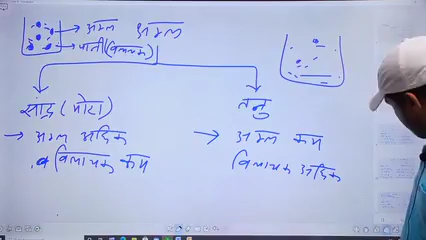 अम्ल अम्ल
पानी (विलायक)
सांद्र (मोटा)
तनु
→ अम्ल अधिक
व विलायक कम
→ अम्ल कम
विलायक अधिक